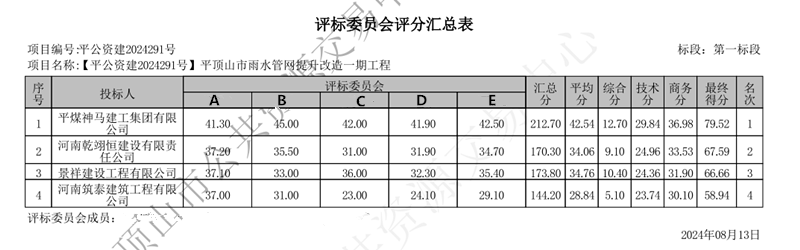 评标委员会评分汇总表
项目编号:平公资建2024291号 标段：第一标段
项目名称:【平公资建2024291号】平顶山市雨水管网提升改造一期工程
序号 投标人 评标委员会 汇总分 平均分 综合分 技术分 商务分 最终得分 名次
A B C D E
1 平煤神马建工集团有限公司 41.30 45.00 42.00 41.90 42.50 212.70 42.54 12.70 29.84 36.98 79.52 1
2 河南乾翊恒建设有限责任公司 37.20 35.50 31.00 31.90 34.70 170.30 34.06 9.10 24.96 33.53 67.59 2
3 景祥建设工程有限公司 37.10 33.00 36.00 32.30 35.40 173.80 34.76 10.40 24.36 31.90 66.66 3
4 河南筑泰建筑工程有限公司 37.00 31.00 23.00 24.10 29.10 144.20 28.84 5.10 23.74 30.10 58.94 4
评标委员会成员：
2024年08月13日